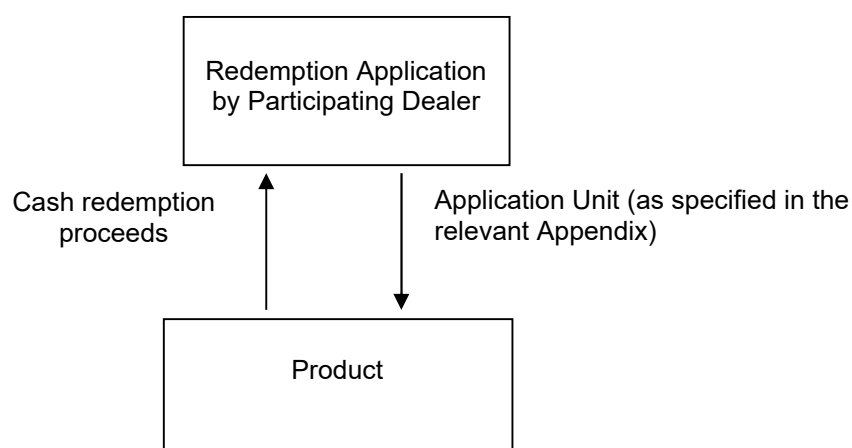 Redemption Application
by Participating Dealer
Cash redemption
proceeds
Application Unit (as specified in the
relevant Appendix)
Product